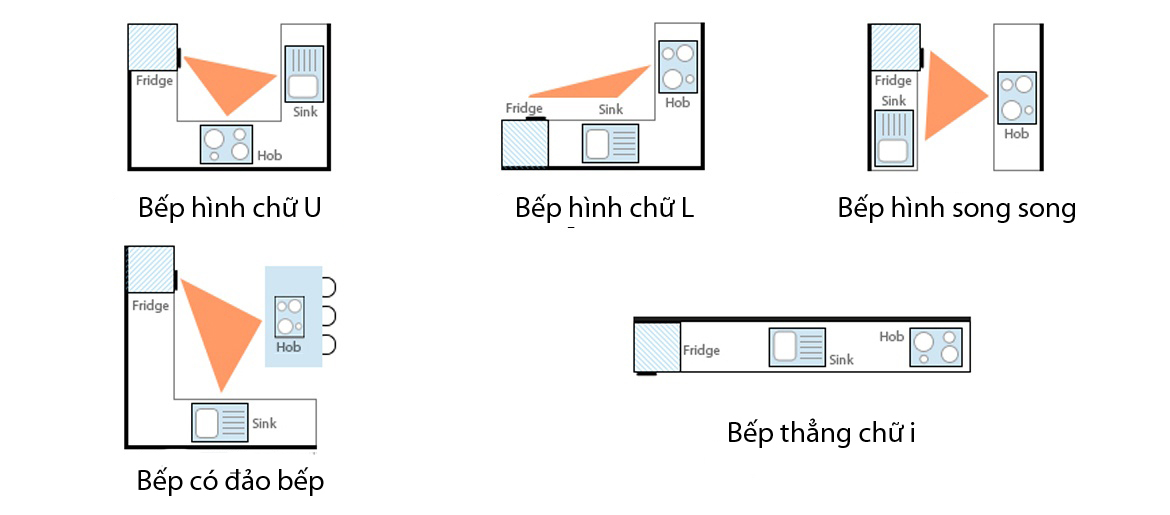 Fridge
Sink
Hob
Bếp hình chữ U
Fridge
Sink
Hob
Bếp hình chữ L
Fridge
Sink
Hob
Bếp hình song song
Fridge
Hob
Sink
Bếp có đảo bếp
Fridge
Sink
Hob
Bếp thẳng chữ i